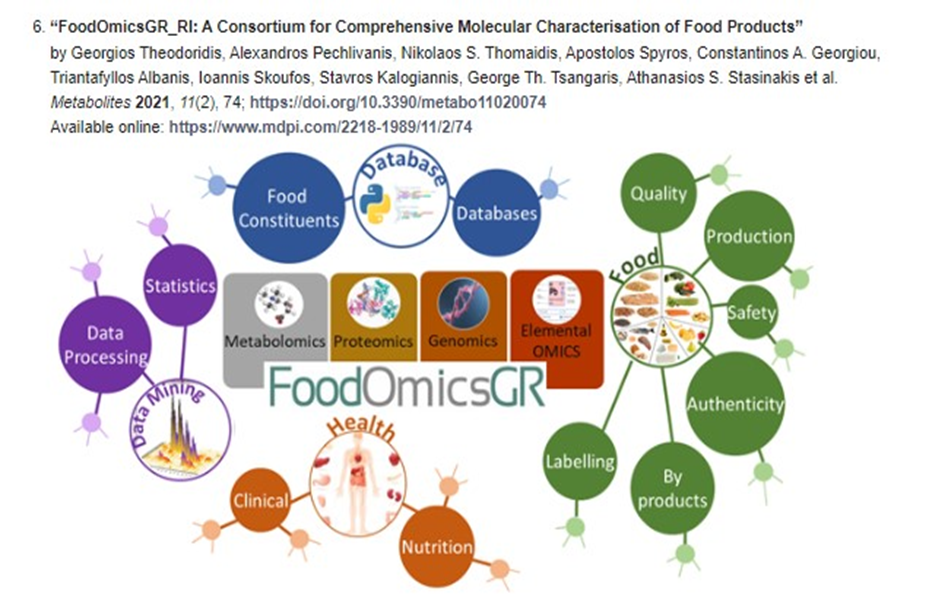 6. “FoodOmicsGR_RI: A Consortium for Comprehensive Molecular Characterisation of Food Products”
by Georgios Theodoridis, Alexandros Pechlivanis, Nikolaos S. Thomaidis, Apostolos Spyros, Constantinos A. Georgiou,
Triantafyllos Albanis, Ioannis Skoufos, Stavros Kalogiannis, George Th. Tsangaris, Athanasios S. Stasinakis et al.
Metabolites 2021, 11(2), 74; https://doi.org/10.3390/metabo11020074
Available online: https://www.mdpi.com/2218-1989/11/2/74
Database
Food
Constituents
Databases
Quality
Production
Food
Safety
Authenticity
Labelling
By
products
Statistics
Data
Processing
Data Mining
Metabolomics
Proteomics
Genomics
Elemental
OMICS
FoodOmicsGR
Health
Clinical
Nutrition